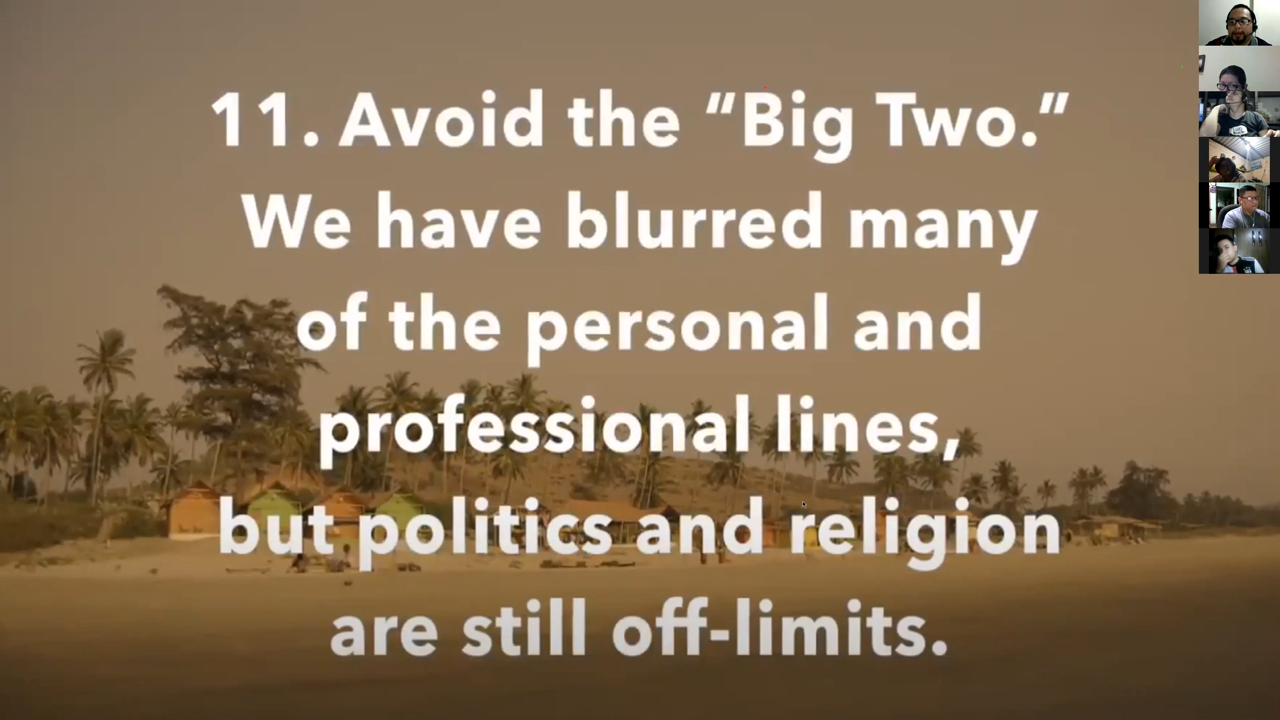 11. Avoid the “Big Two.”
We have blurred many
of the personal and
professional lines,
but politics and religion
are still off-limits.